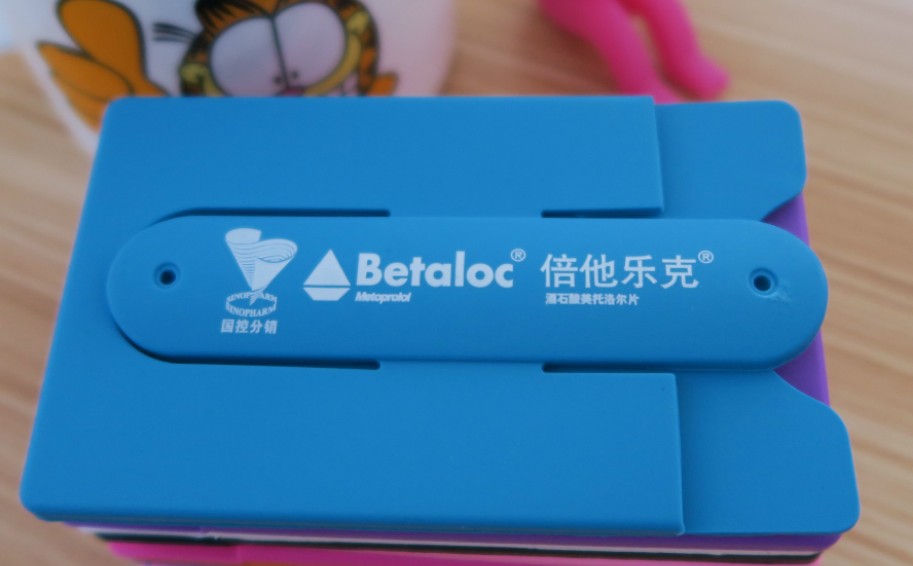 SINOPHARM
SINOPHARM
国控分销
Betaloc®
Metoprolol
倍他乐克®
酒石酸美托洛尔片